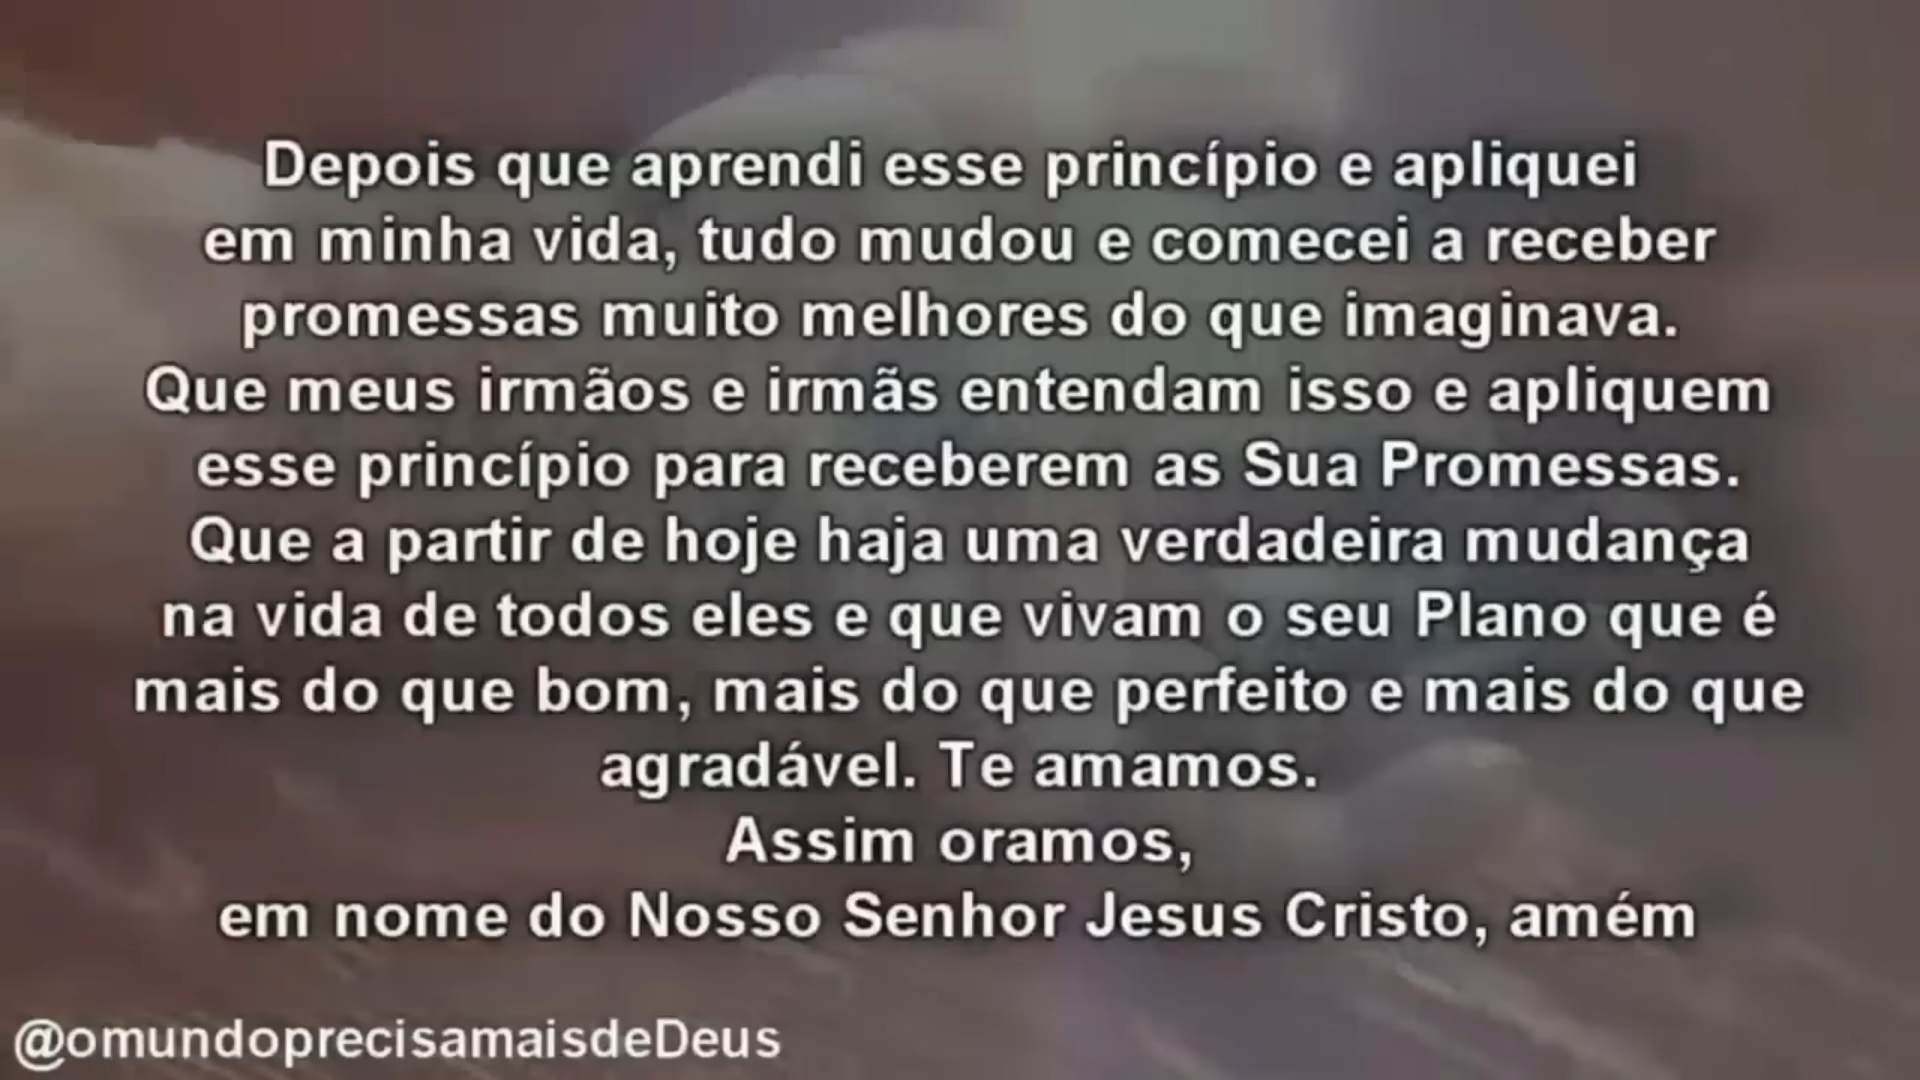 Depois que aprendi esse princípio e apliquei
em minha vida, tudo mudou e comecei a receber
promessas muito melhores do que imaginava.
Que meus irmãos e irmãs entendam isso e apliquem
esse princípio para receberem as Sua Promessas.
Que a partir de hoje haja uma verdadeira mudança
na vida de todos eles e que vivam o seu Plano que é
mais do que bom, mais do que perfeito e mais do que
agradável. Te amamos.
Assim oramos,
em nome do Nosso Senhor Jesus Cristo, amém
@omundoprecisamaisdeDeus